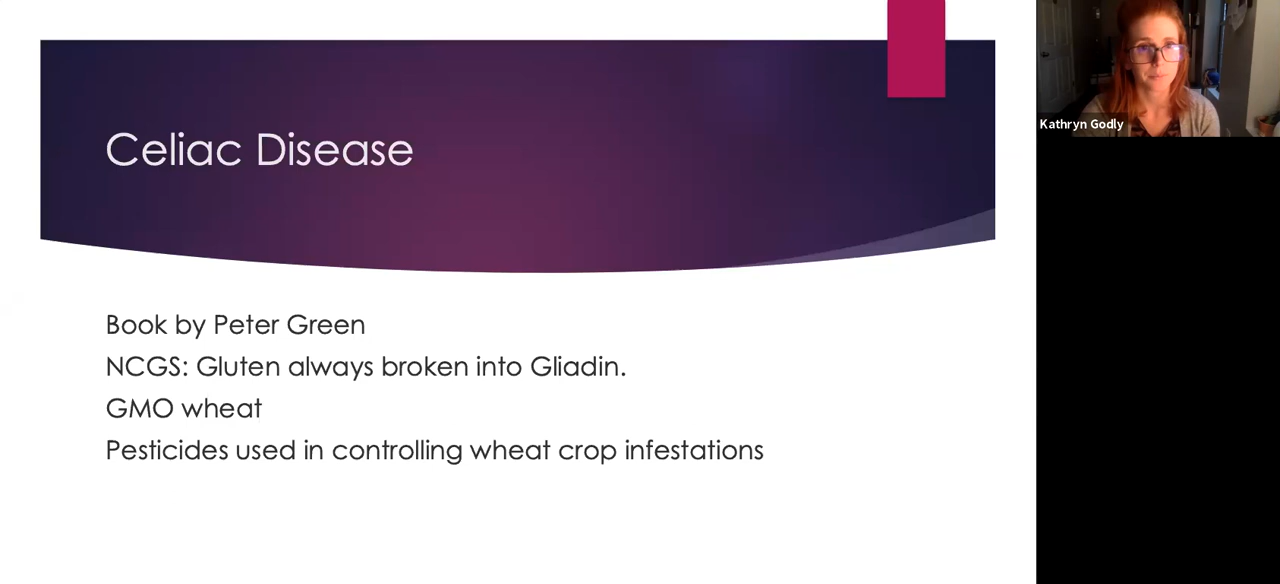 Celiac Disease
Book by Peter Green
NCGS: Gluten always broken into Gliadin.
GMO wheat
Pesticides used in controlling wheat crop infestations
Kathryn Godly